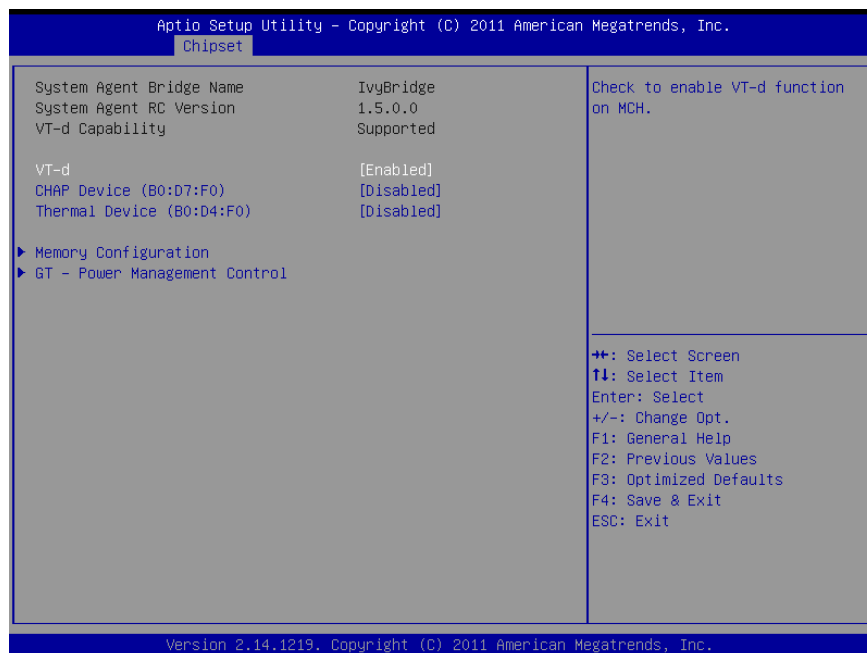 Aptio Setup Utility – Copyright (C) 2011 American Megatrends, Inc.
Chipset
System Agent Bridge Name IvyBridge
System Agent RC Version 1.5.0.0
VT-d Capability Supported
VT-d [Enabled]
CHAP Device (B0:D7:F0) [Disabled]
Thermal Device (B0:D4:F0) [Disabled]
Memory Configuration
GT – Power Management Control
Check to enable VT-d function
on MCH.
→←: Select Screen
↑↓: Select Item
Enter: Select
+/-: Change Opt.
F1: General Help
F2: Previous Values
F3: Optimized Defaults
F4: Save & Exit
ESC: Exit
Version 2.14.1219. Copyright (C) 2011 American Megatrends, Inc.